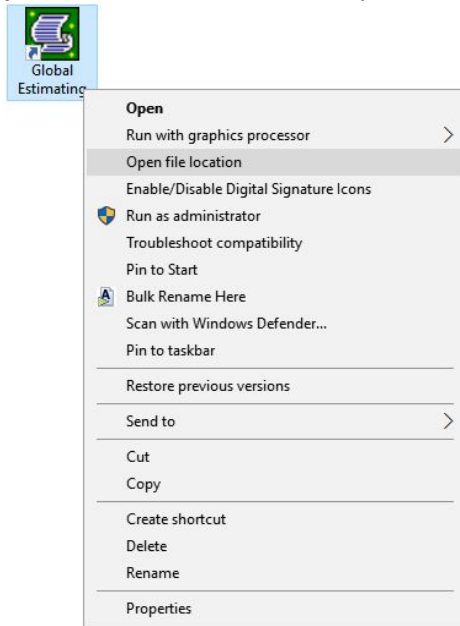 Global
Estimating
Open
Run with graphics processor
Open file location
Enable/Disable Digital Signature Icons
Run as administrator
Troubleshoot compatibility
Pin to Start
Bulk Rename Here
Scan with Windows Defender...
Pin to taskbar
Restore previous versions
Send to
Cut
Copy
Create shortcut
Delete
Rename
Properties